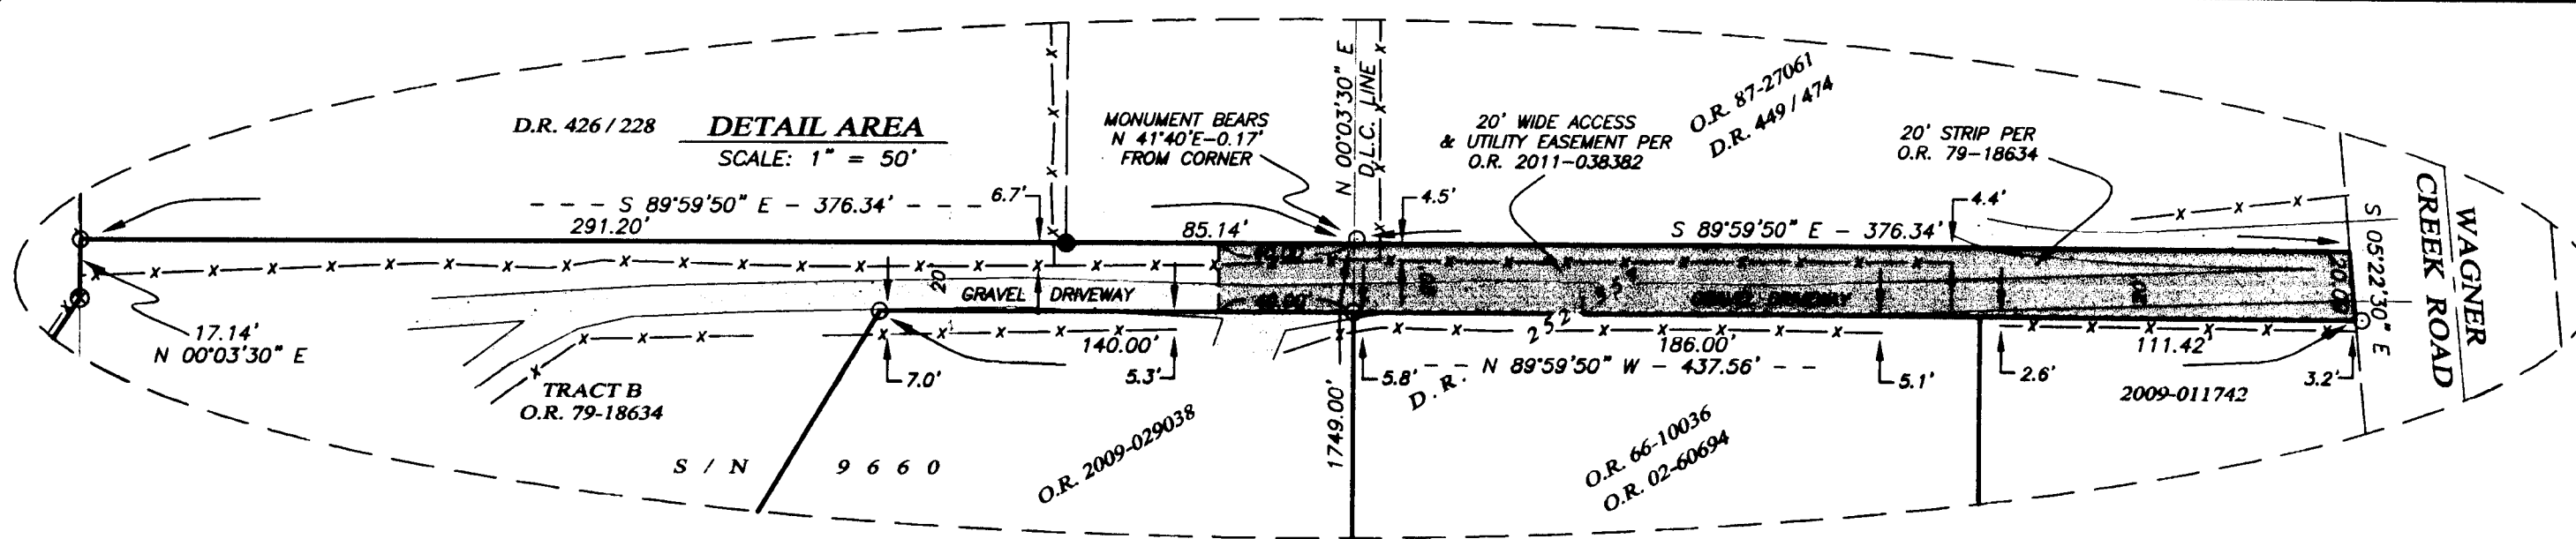 D.R. 426 / 228
DETAIL AREA
SCALE: 1" = 50'
MONUMENT BEARS
N 41°40'E-0.17'
FROM CORNER
N 00°03'30" E
D.L.C. LINE
20' WIDE ACCESS
& UTILITY EASEMENT PER
O.R. 2011-038382
O.R. 87-27061
D.R. 449 / 474
20' STRIP PER
O.R. 79-18634
WAGNER
CREEK ROAD
S 05°22'30" E
- - - S 89°59'50" E - 376.34' - - -
291.20'
6.7'
85.14'
4.5'
S 89°59'50" E - 376.34'
4.4'
20
GRAVEL DRIVEWAY
GRAVEL DRIVEWAY
17.14'
N 00°03'30" E
TRACT B
O.R. 79-18634
7.0'
140.00'
5.3'
5.8'
- - N 89°59'50" W - 437.56' - -
186.00'
5.1'
2.6'
111.42'
3.2'
2009-011742
D.R.
252
1749.00'
S / N 9660
O.R. 2009-029038
O.R. 66-10036
O.R. 02-60694